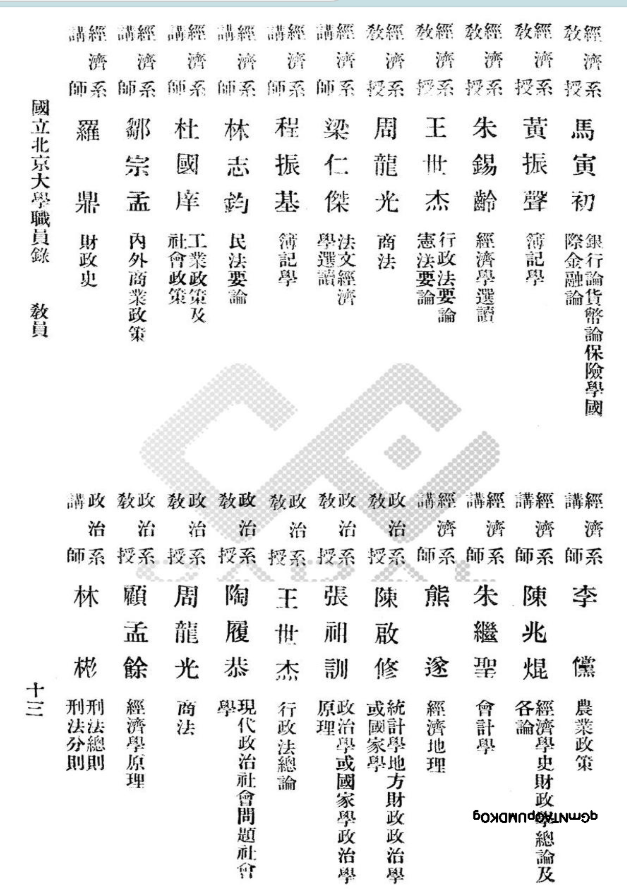 經濟系教授 馬寅初 銀行論貨幣論保險學國際金融論
經濟系教授 黃振聲 簿記學
經濟系教授 朱錫齡 經濟學選讀
經濟系教授 王世杰 行政法要論憲法要論
經濟系教授 周龍光 商法
經濟系講師 梁仁傑 法文經濟學選讀
經濟系講師 程振基 簿記學
經濟系講師 林志鈞 民法要論
經濟系講師 杜國庠 工業政策及社會政策
經濟系講師 鄒宗孟 內外商業政策
經濟系講師 羅鼎 財政史
經濟系講師 李儻 農業政策
經濟系講師 陳兆焜 經濟學史財政學總論及各論
經濟系講師 朱繼聖 會計學
經濟系講師 熊遂 經濟地理
政治系教授 陳啟修 統計學地方財政政治學或國家學
政治系教授 張祖訓 政治學或國家學政治學原理
政治系教授 王世杰 行政法總論
政治系教授 陶履恭 現代政治社會問題社會學
政治系教授 周龍光 商法
政治系教授 顧孟餘 經濟學原理
政治系講師 林彬 刑法總則刑法分則
國立北京大學職員錄 教員
十三